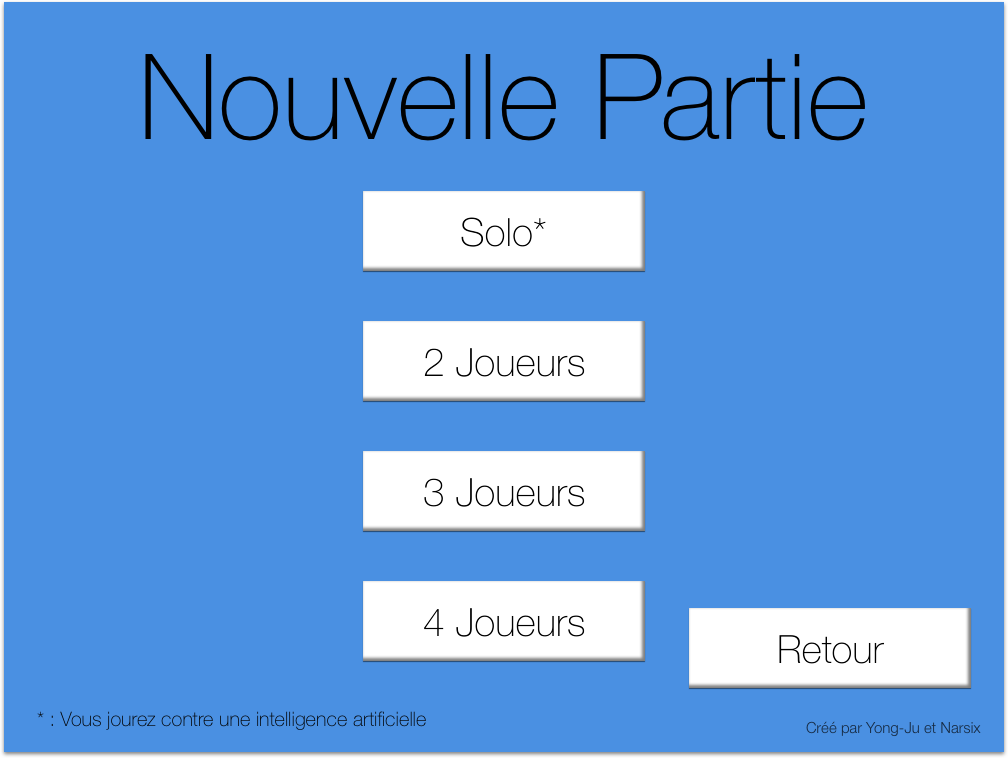 Nouvelle Partie
Solo*
2 Joueurs
3 Joueurs
4 Joueurs
Retour
* : Vous jourez contre une intelligence artificielle
Créé par Yong-Ju et Narsix